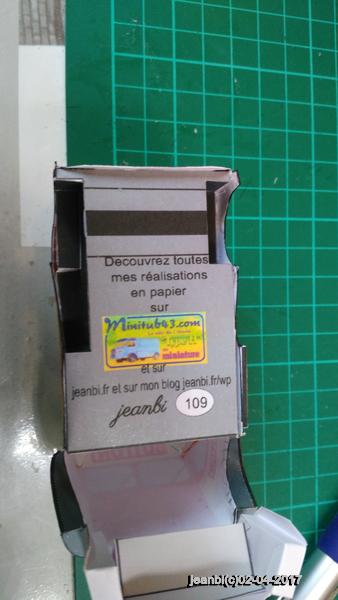 Decouvrez toutes
mes réalisations
en papier
sur
Minitub43.com
miniature
et sur
jeanbi.fr et sur mon blog jeanbi.fr/wp
jeanbi
109
jeanbi(c)02-04-2017